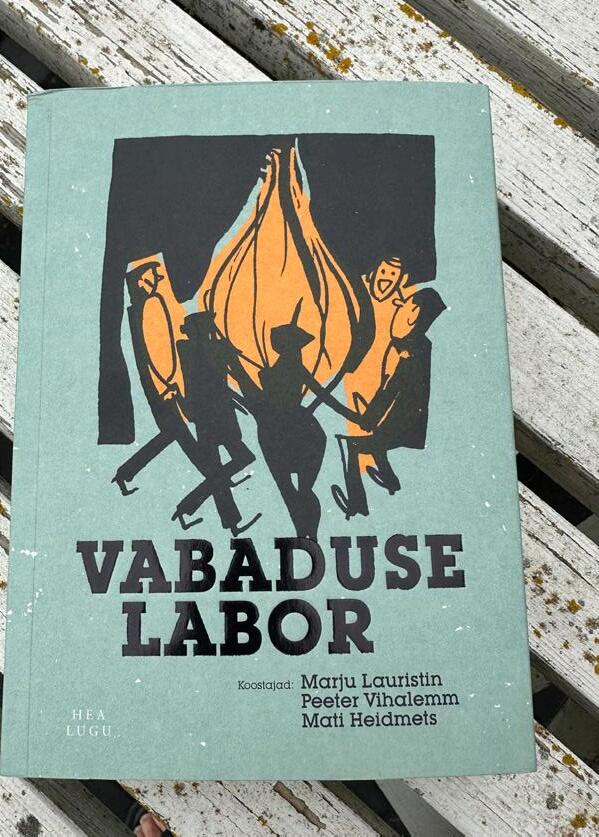 VABADUSE
LABOR
Koostajad: Marju Lauristin
Peeter Vihalemm
Mati Heidmets
HEA
LUGU